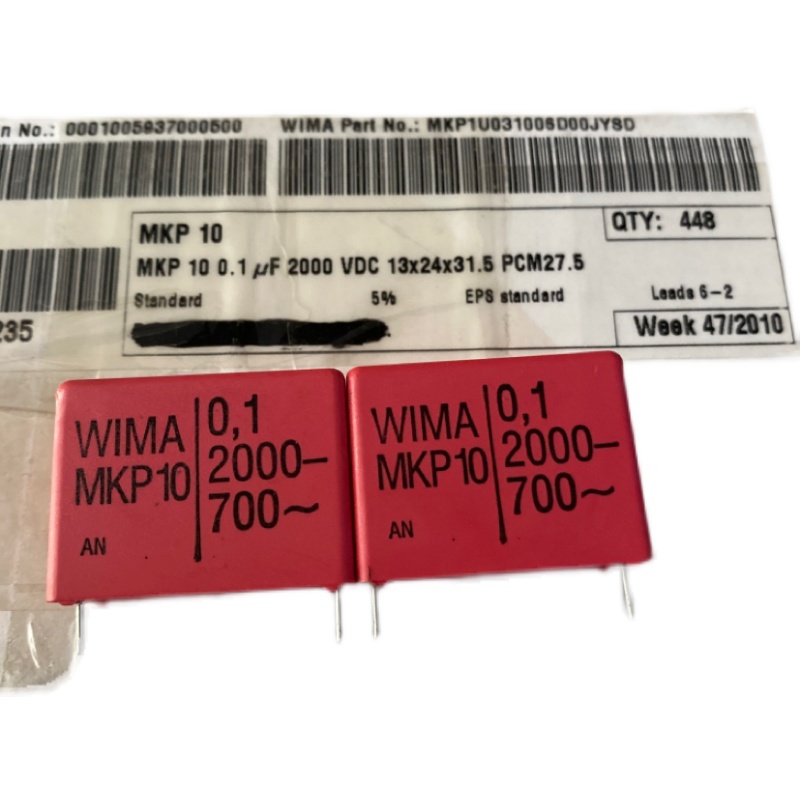 n No.: 0001005937000500
WIMA Part No.: MKP1U031006D00JYSD
QTY: 448
MKP 10
MKP 10 0.1 µF 2000 VDC 13x24x31.5 PCM27.5
Standard 5% EPS standard Leads 6-2
235
Week 47/2010
WIMA
MKP10
AN
0,1
2000–
700~
WIMA
MKP10
AN
0,1
2000–
700~